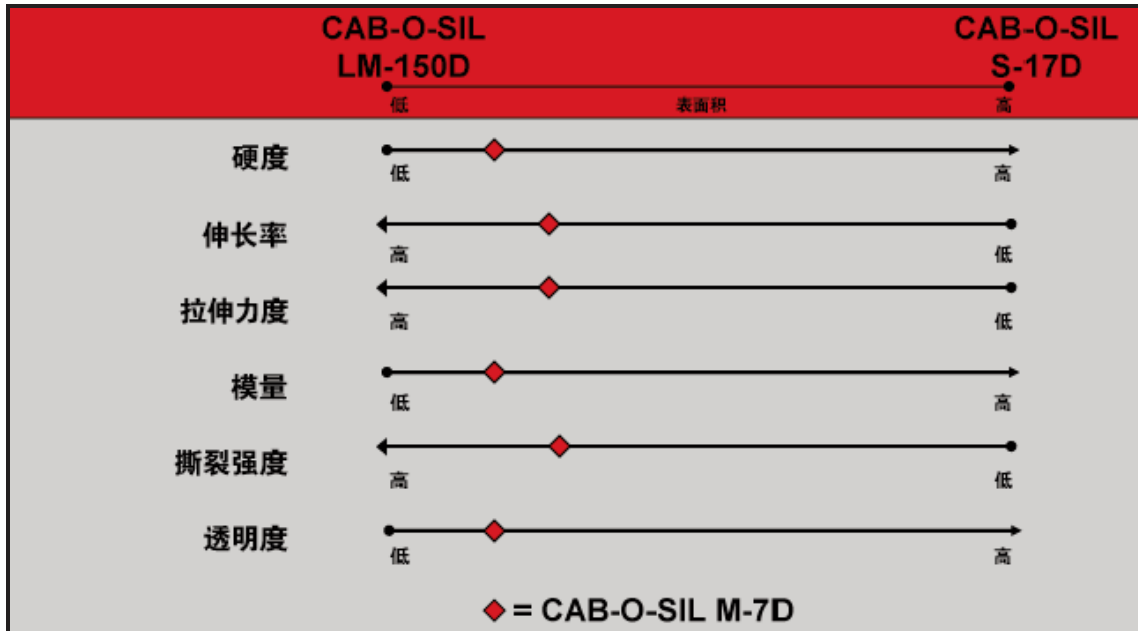 CAB-O-SIL
LM-150D
CAB-O-SIL
S-17D
低 表面积 高
硬度
低 高
伸长率
高 低
拉伸力度
高 低
模量
低 高
撕裂强度
高 低
透明度
低 高
= CAB-O-SIL M-7D